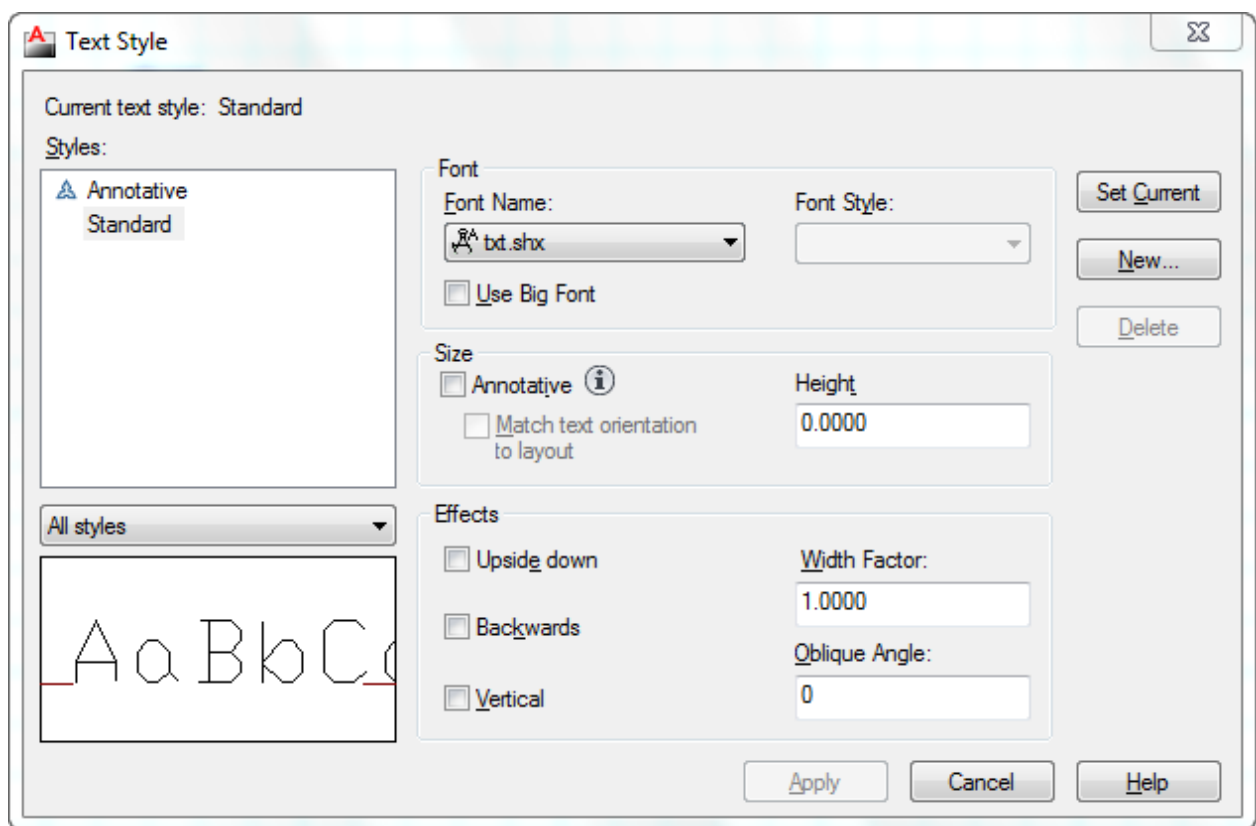 Text Style
Current text style: Standard
Styles:
Annotative
Standard
All styles
AaBbC
Font
Font Name:
Font Style:
txt.shx
Use Big Font
Size
Annotative
Height
Match text orientation
to layout
0.0000
Effects
Upside down
Width Factor:
1.0000
Backwards
Oblique Angle:
Vertical
0
Set Current
New...
Delete
Apply
Cancel
Help